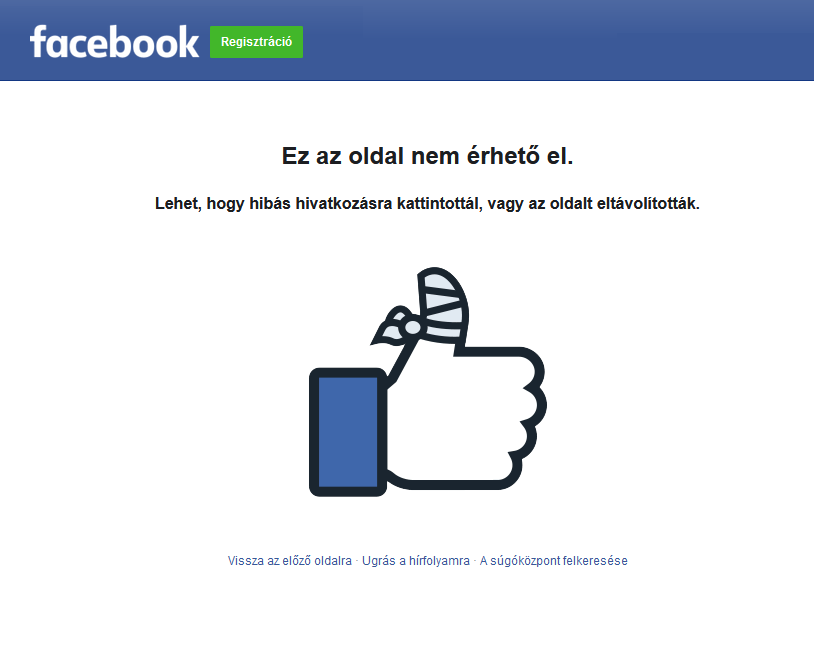 facebook Regisztráció
Ez az oldal nem érhető el.
Lehet, hogy hibás hivatkozásra kattintottál, vagy az oldalt eltávolították.
Vissza az előző oldalra · Ugrás a hírfolyamra · A súgóközpont felkeresése